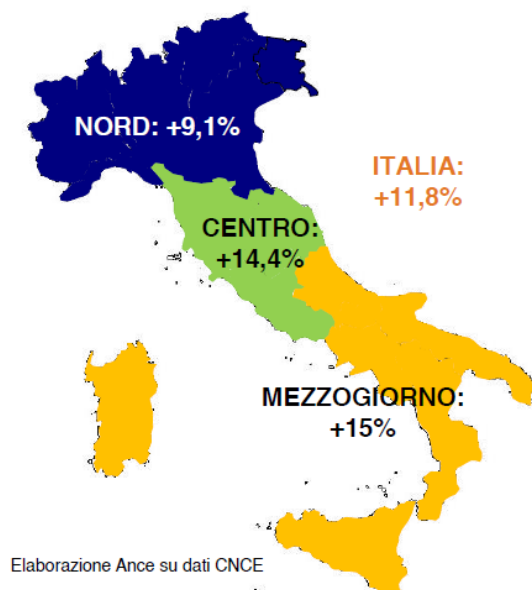 NORD: +9,1%
ITALIA:
+11,8%
CENTRO:
+14,4%
MEZZOGIORNO:
+15%
Elaborazione Ance su dati CNCE